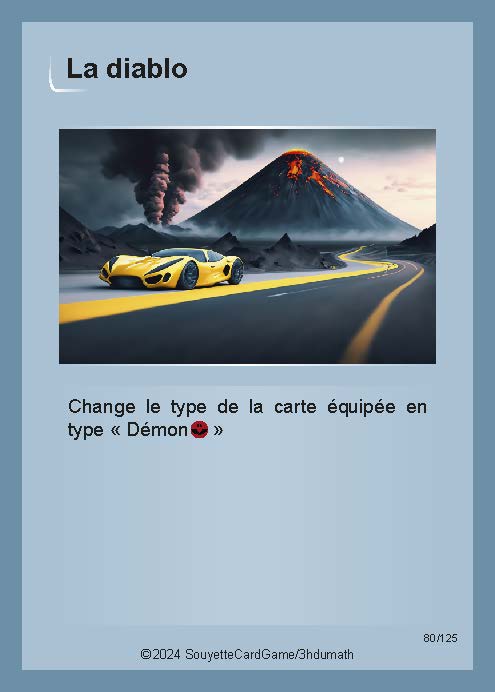 La diablo
Change le type de la carte équipée en
type « Démon »
80/125
©2024 SouyetteCardGame/3hdumath